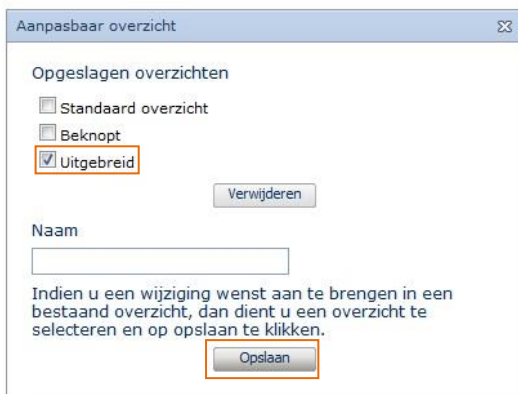 Aanpasbaar overzicht
Opgeslagen overzichten
Standaard overzicht
Beknopt
Uitgebreid
Verwijderen
Naam
Indien u een wijziging wenst aan te brengen in een
bestaand overzicht, dan dient u een overzicht te
selecteren en op opslaan te klikken.
Opslaan